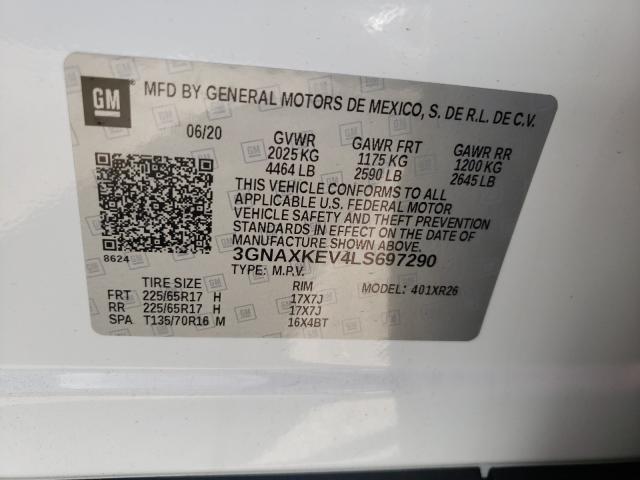 GM
MFD BY GENERAL MOTORS DE MEXICO, S. DE R.L. DE C.V.
06/20 GVWR GAWR FRT GAWR RR
2025 KG 1175 KG 1200 KG
4464 LB 2590 LB 2645 LB
THIS VEHICLE CONFORMS TO ALL
APPLICABLE U.S. FEDERAL MOTOR
VEHICLE SAFETY AND THEFT PREVENTION
STANDARDS IN EFFECT ON THE DATE OF
MANUFACTURE SHOWN ABOVE.
8624 3GNAXKEV4LS697290
TYPE: M.P.V. MODEL: 401XR26
TIRE SIZE RIM
FRT 225/65R17 H 17X7J
RR 225/65R17 H 17X7J
SPA T135/70R16 M 16X4BT